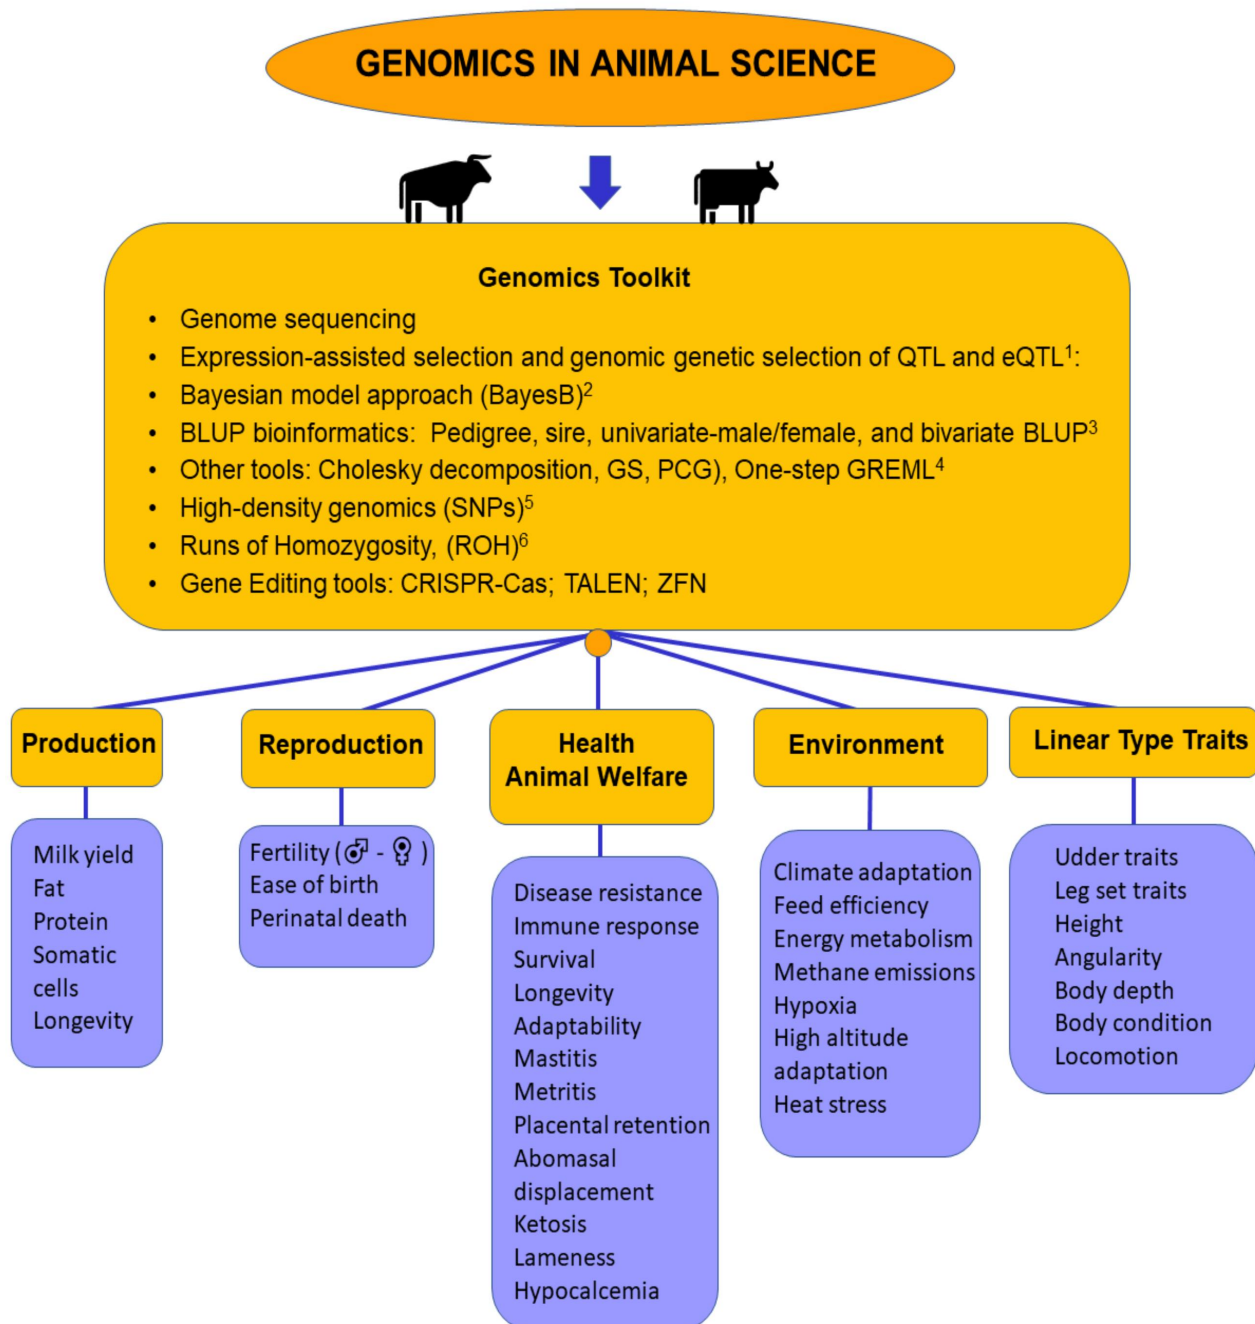 GENOMICS IN ANIMAL SCIENCE
Genomics Toolkit
• Genome sequencing
• Expression-assisted selection and genomic genetic selection of QTL and eQTL¹:
• Bayesian model approach (BayesB)²
• BLUP bioinformatics:  Pedigree, sire, univariate-male/female, and bivariate BLUP³
• Other tools: Cholesky decomposition, GS, PCG), One-step GREML⁴
• High-density genomics (SNPs)⁵
• Runs of Homozygosity, (ROH)⁶
• Gene Editing tools: CRISPR-Cas; TALEN; ZFN
Production
Milk yield
Fat
Protein
Somatic
cells
Longevity
Reproduction
Fertility (♂ - ♀ )
Ease of birth
Perinatal death
Health
Animal Welfare
Disease resistance
Immune response
Survival
Longevity
Adaptability
Mastitis
Metritis
Placental retention
Abomasal
displacement
Ketosis
Lameness
Hypocalcemia
Environment
Climate adaptation
Feed efficiency
Energy metabolism
Methane emissions
Hypoxia
High altitude
adaptation
Heat stress
Linear Type Traits
Udder traits
Leg set traits
Height
Angularity
Body depth
Body condition
Locomotion